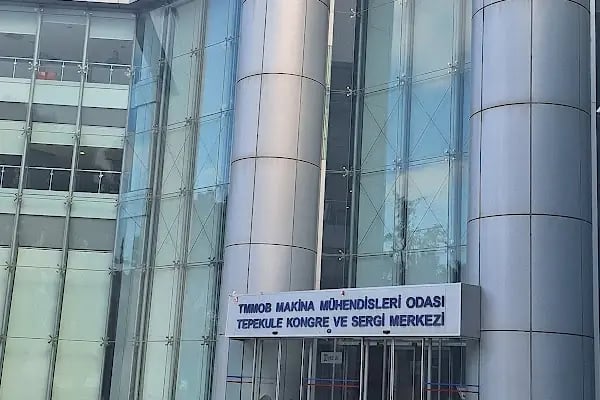 TMMOB MAKİNA MÜHENDİSLERİ ODASI
TEPEKULE KONGRE VE SERGİ MERKEZİ